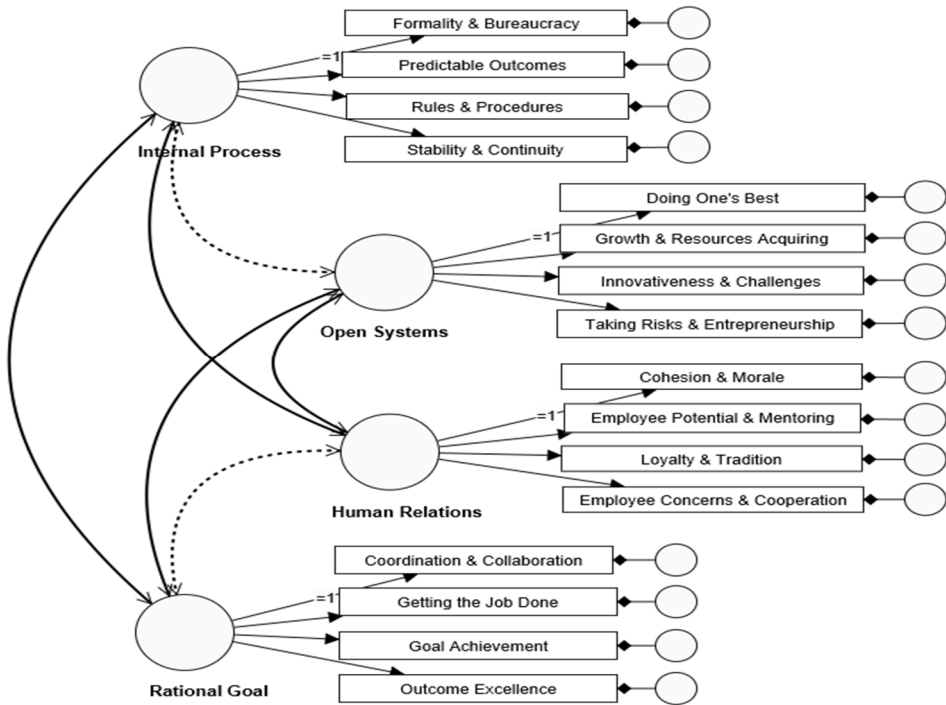 Formality & Bureaucracy
=1
Predictable Outcomes
Rules & Procedures
Stability & Continuity
Internal Process
Doing One's Best
=1
Growth & Resources Acquiring
Innovativeness & Challenges
Taking Risks & Entrepreneurship
Open Systems
Cohesion & Morale
=1
Employee Potential & Mentoring
Loyalty & Tradition
Employee Concerns & Cooperation
Human Relations
Coordination & Collaboration
=1
Getting the Job Done
Goal Achievement
Outcome Excellence
Rational Goal